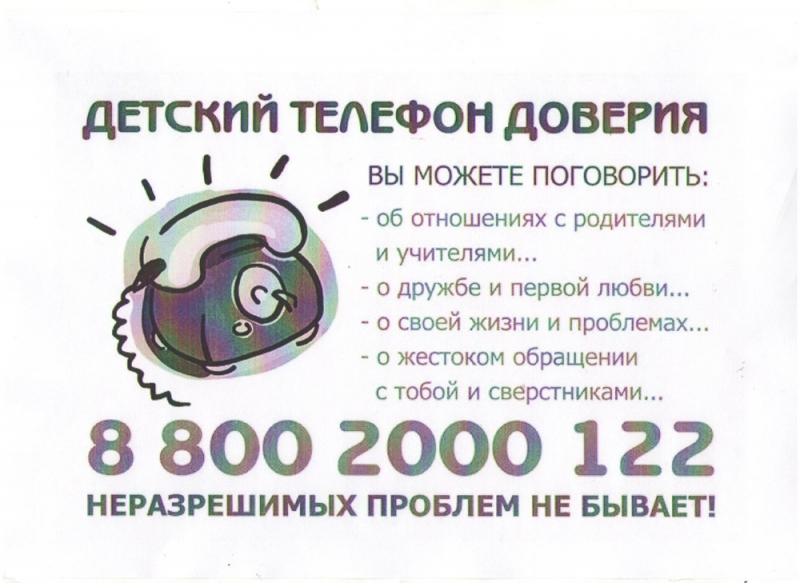 ДЕТСКИЙ ТЕЛЕФОН ДОВЕРИЯ
ВЫ МОЖЕТЕ ПОГОВОРИТЬ:
- об отношениях с родителями
и учителями...
- о дружбе и первой любви...
- о своей жизни и проблемах...
- о жестоком обращении
с тобой и сверстниками...
8 800 2000 122
НЕРАЗРЕШИМЫХ ПРОБЛЕМ НЕ БЫВАЕТ!